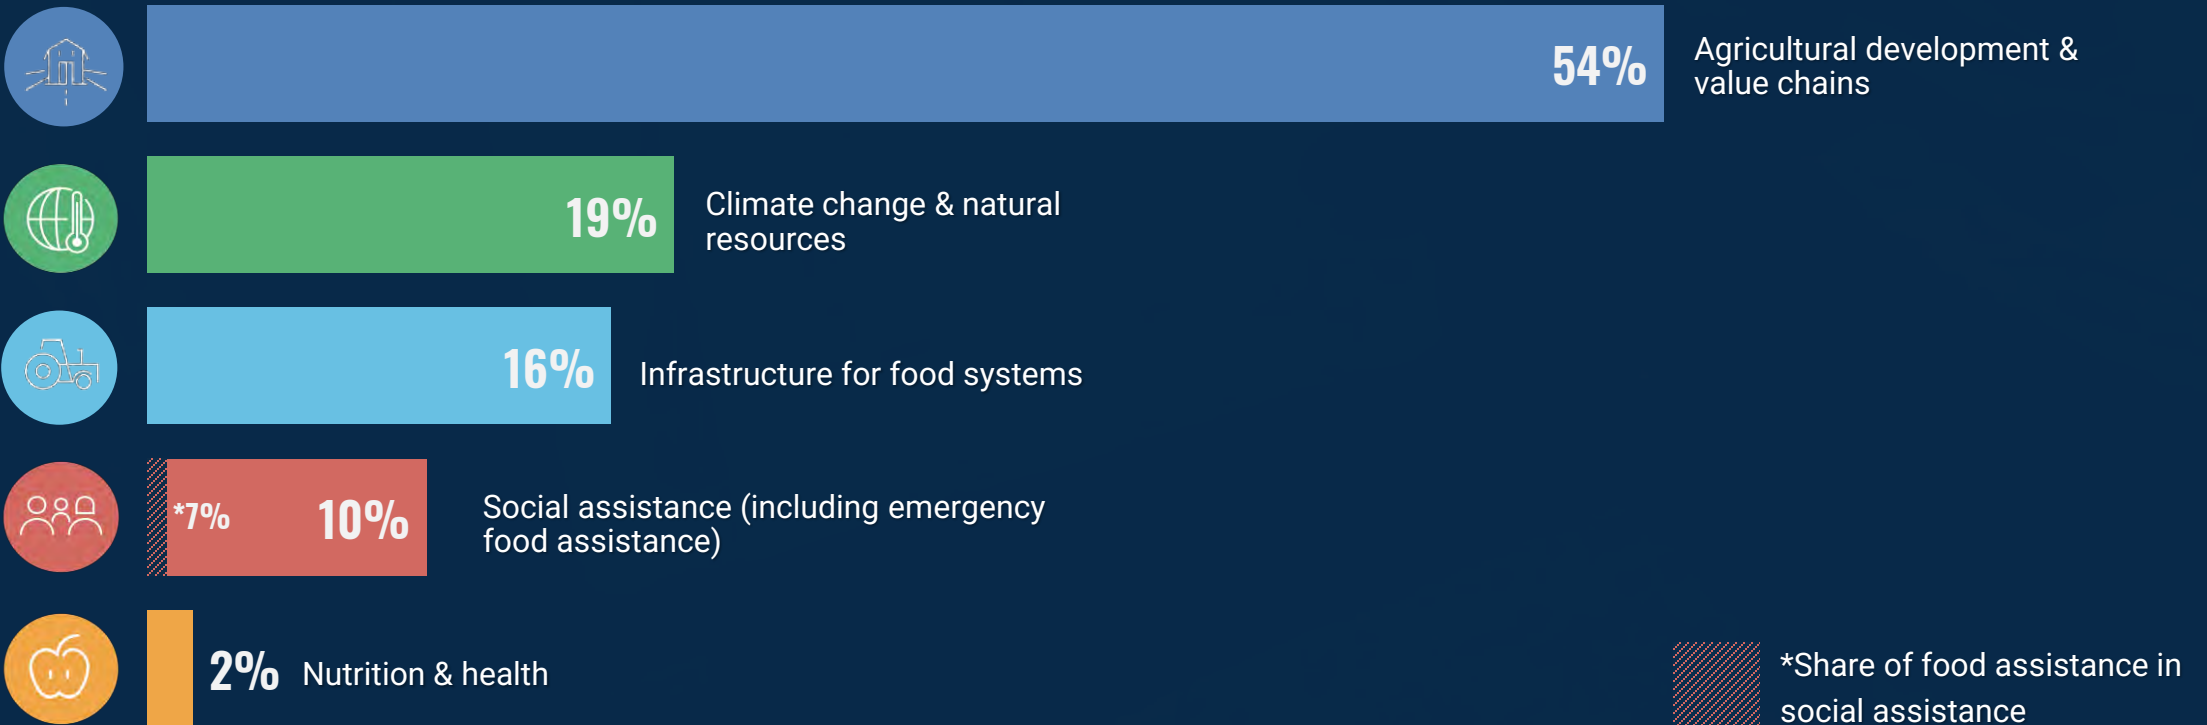 54%
Agricultural development &
value chains
19%
Climate change & natural
resources
16%
Infrastructure for food systems
*7%
10%
Social assistance (including emergency
food assistance)
2%
Nutrition & health
*Share of food assistance in
social assistance